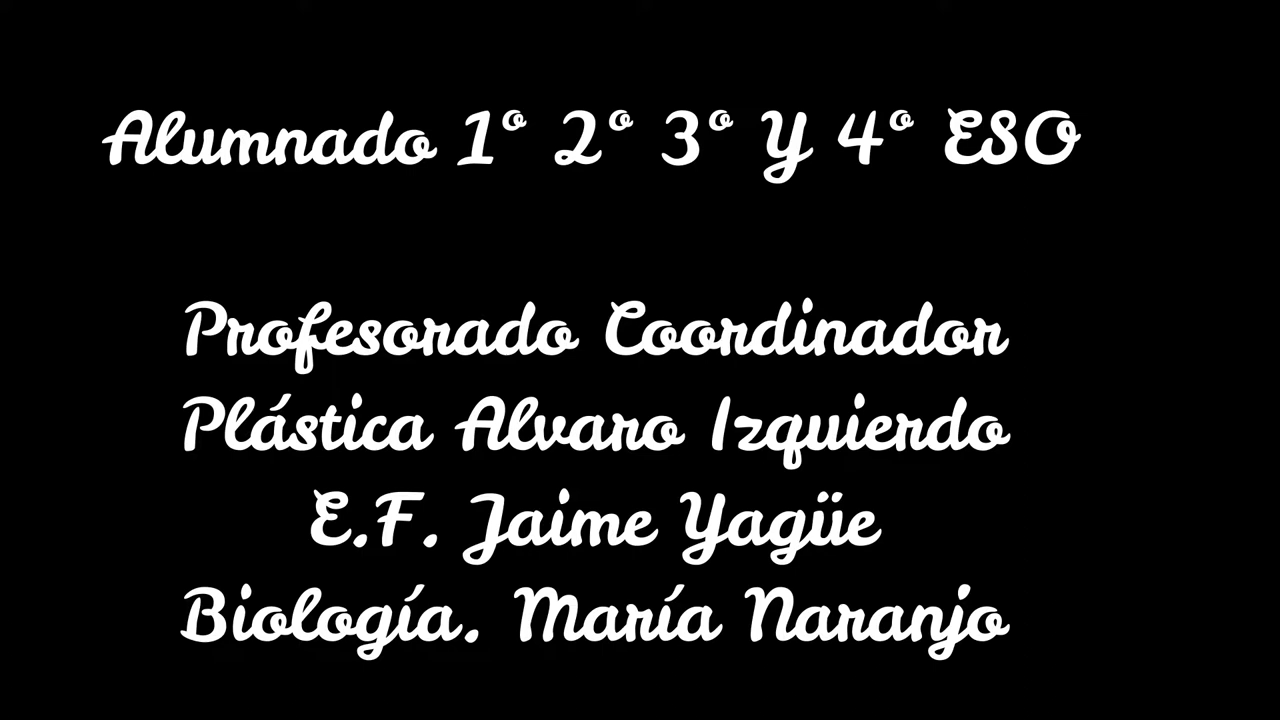 Alumnado 1º 2º 3º Y 4º ESO
Profesorado Coordinador
Plástica Alvaro Izquierdo
E.F. Jaime Yagüe
Biología. María Naranjo